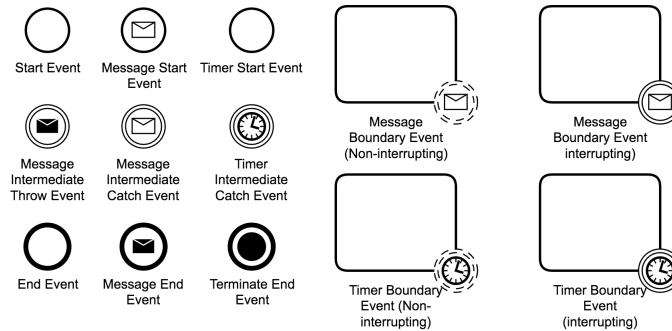 Start Event
Message Start
Event
Timer Start Event
Message
Intermediate
Throw Event
Message
Intermediate
Catch Event
Timer
Intermediate
Catch Event
End Event
Message End
Event
Terminate End
Event
Message
Boundary Event
(Non-interrupting)
Message
Boundary Event
interrupting)
Timer Boundary
Event (Non-
interrupting)
Timer Boundary
Event
(interrupting)